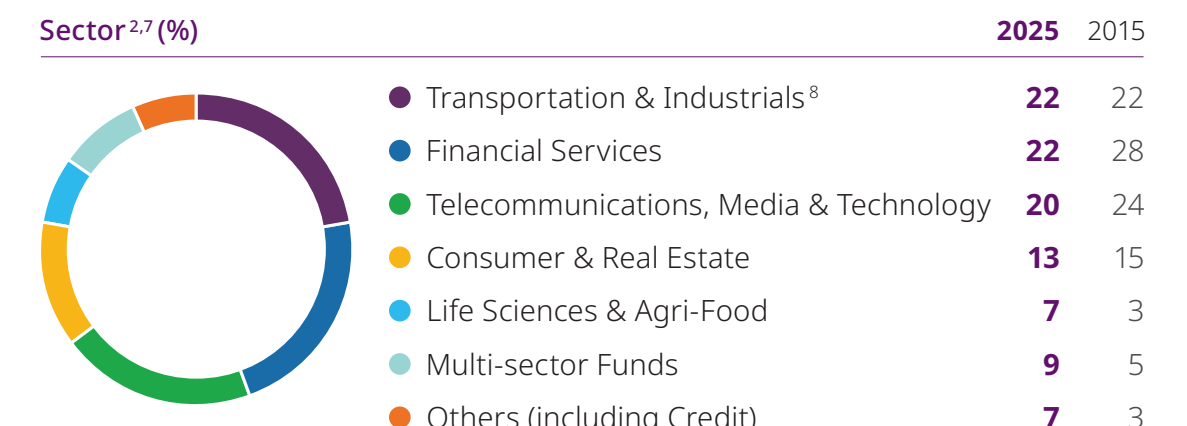 Sector 2,7 (%) 2025 2015
Transportation & Industrials 8 22 22
Financial Services 22 28
Telecommunications, Media & Technology 20 24
Consumer & Real Estate 13 15
Life Sciences & Agri-Food 7 3
Multi-sector Funds 9 5
Others (including Credit) 7 3